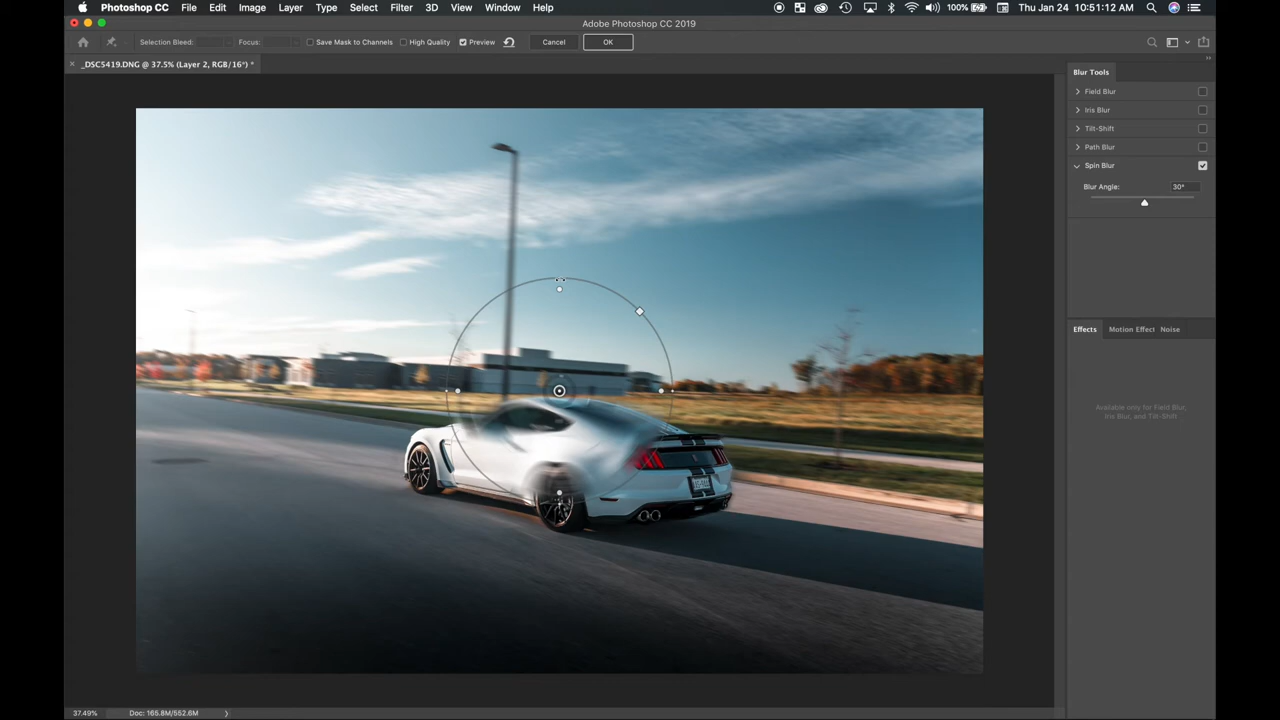 Photoshop CC File Edit Image Layer Type Select Filter 3D View Window Help 100% Thu Jan 24 10:51:12 AM
Adobe Photoshop CC 2019
Selection Bleed: Focus: Save Mask to Channels High Quality Preview Cancel OK
× _DSC5419.DNG @ 37.5% (Layer 2, RGB/16*) *
Blur Tools
Field Blur
Iris Blur
Tilt-Shift
Path Blur
Spin Blur
Blur Angle: 30°
Effects Motion Effect Noise
Available only for Field Blur,
Iris Blur, and Tilt-Shift
37.49% Doc: 165.8M/552.6M